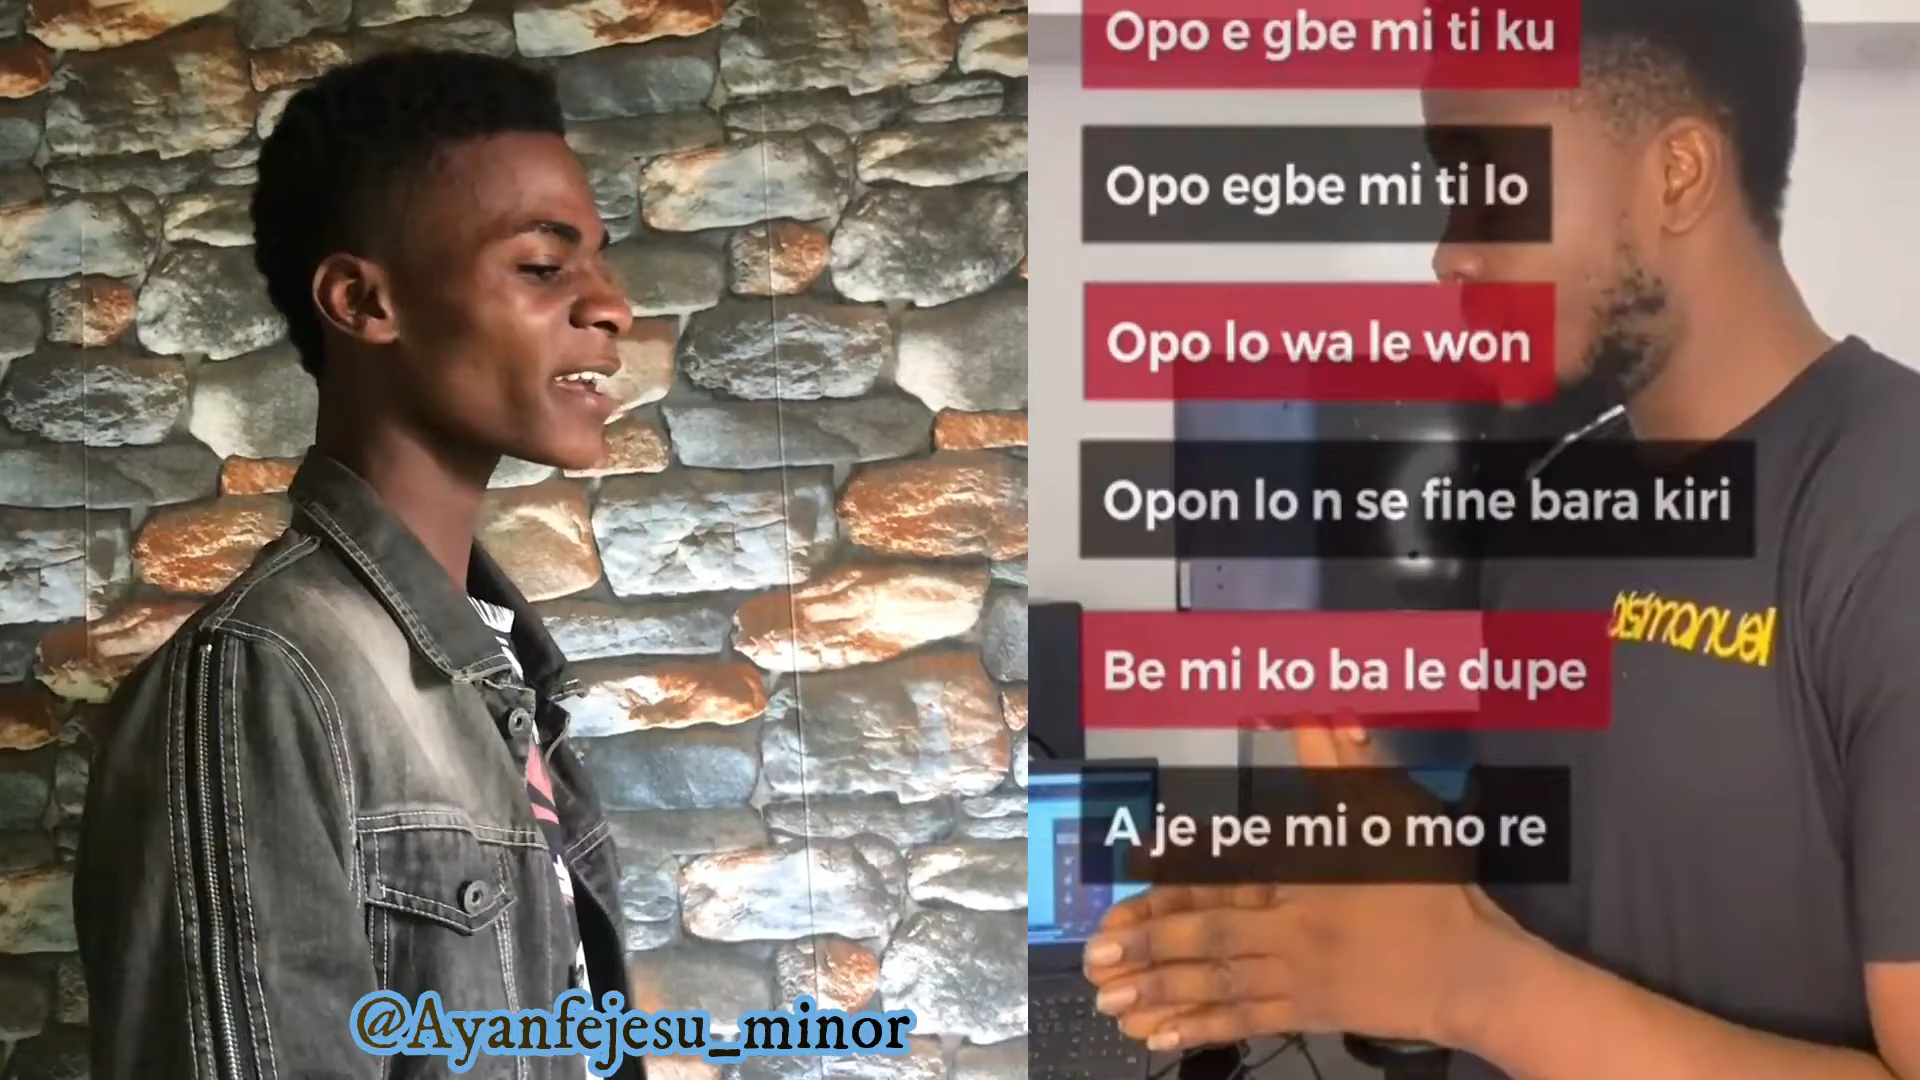 Opo e gbe mi ti ku
Opo egbe mi ti lo
Opo lo wa le won
Opon lo n se fine bara kiri
Be mi ko ba le dupe
A je pe mi o mo re
@Ayanfejesu_minor